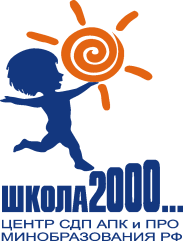 ШКОЛА2000...
ЦЕНТР СДП АПК и ПРО
МИНОБРАЗОВАНИЯ РФ